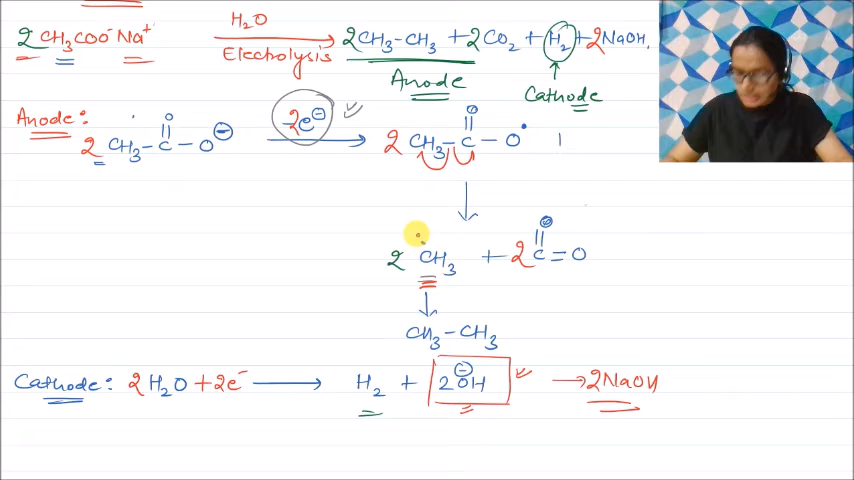 2CH₃COO⁻Na⁺ H₂O Electrolysis → 2CH₃-CH₃ + 2CO₂ + H₂ + 2NaOH.
Anode Cathode
Anode: 2 CH₃-C(=O)-O⁻ 2e⁻ → 2 CH₃-C(=O)-O•
↓
2 •CH₃ + 2 O=C=O
↓
CH₃-CH₃
Cathode: 2H₂O + 2e⁻ → H₂ + 2OH⁻ → 2NaOH